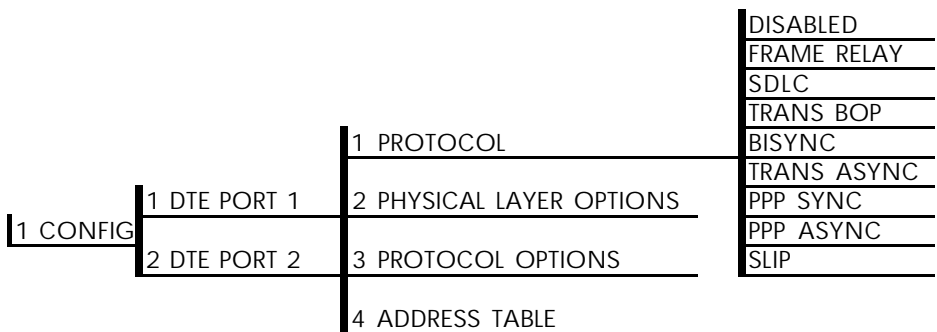 DISABLED
FRAME RELAY
SDLC
TRANS BOP
1 PROTOCOL
BISYNC
TRANS ASYNC
1 DTE PORT 1
2 PHYSICAL LAYER OPTIONS
PPP SYNC
1 CONFIG
PPP ASYNC
2 DTE PORT 2
3 PROTOCOL OPTIONS
SLIP
4 ADDRESS TABLE